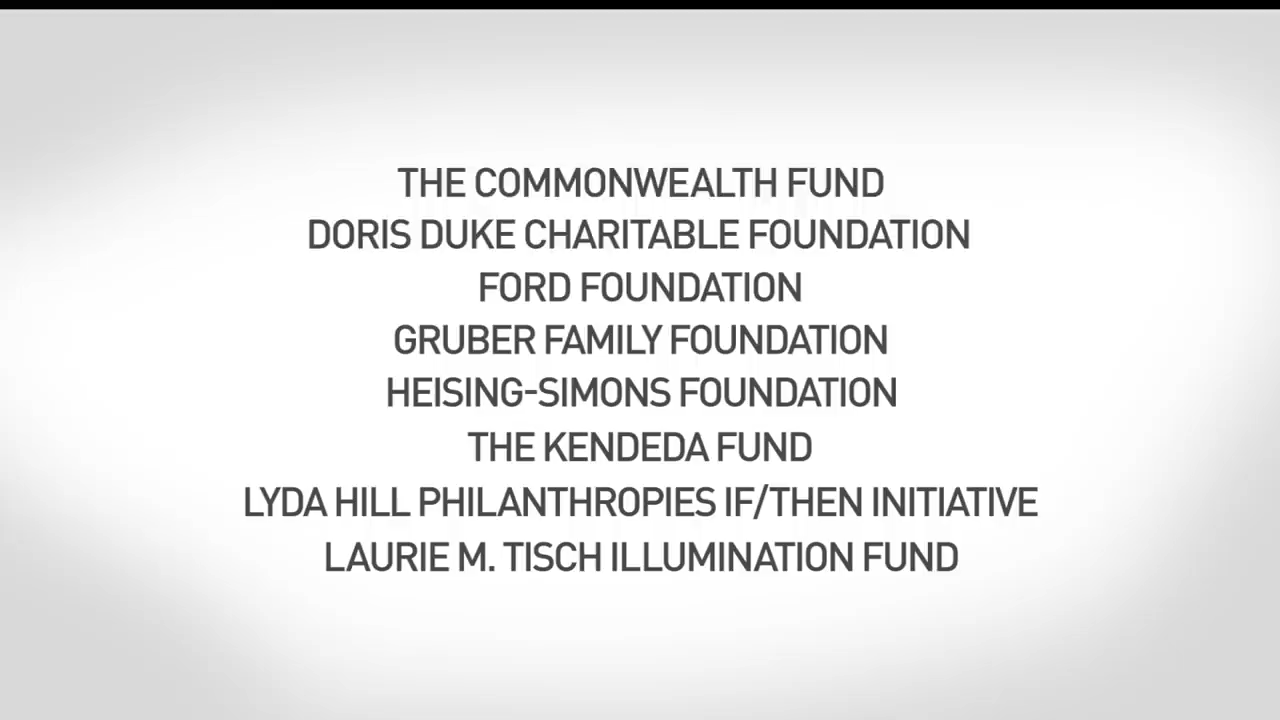 THE COMMONWEALTH FUND
DORIS DUKE CHARITABLE FOUNDATION
FORD FOUNDATION
GRUBER FAMILY FOUNDATION
HEISING-SIMONS FOUNDATION
THE KENDEDA FUND
LYDA HILL PHILANTHROPIES IF/THEN INITIATIVE
LAURIE M. TISCH ILLUMINATION FUND